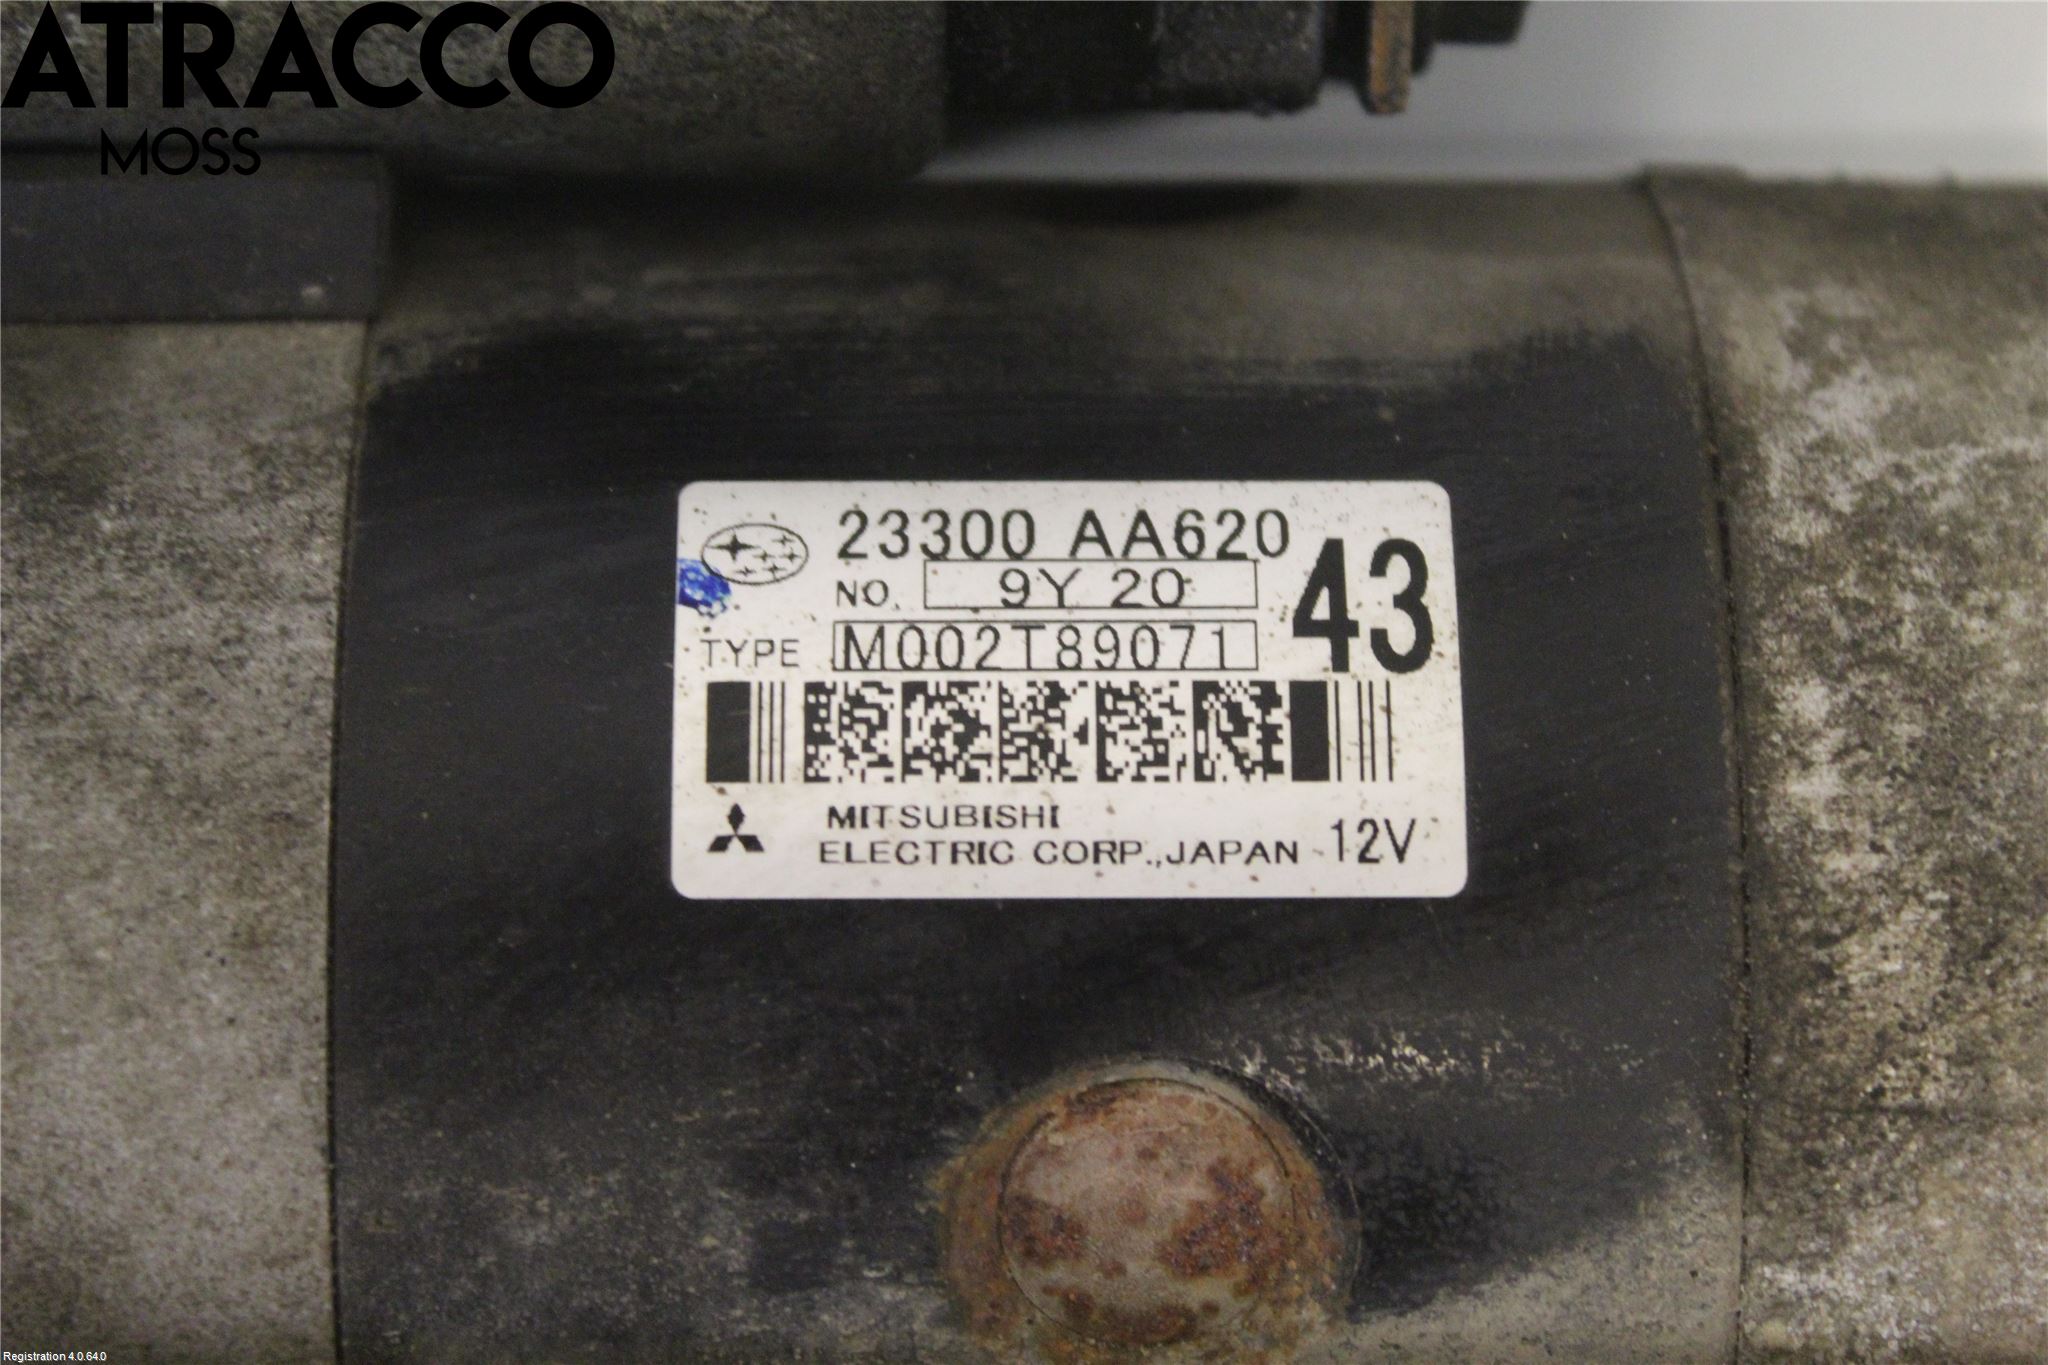 ATRACCO
MOSS
23300 AA620
NO. 9Y 20
43
TYPE M002T89071
MITSUBISHI
ELECTRIC CORP., JAPAN 12V
Registration 4.0.64.0